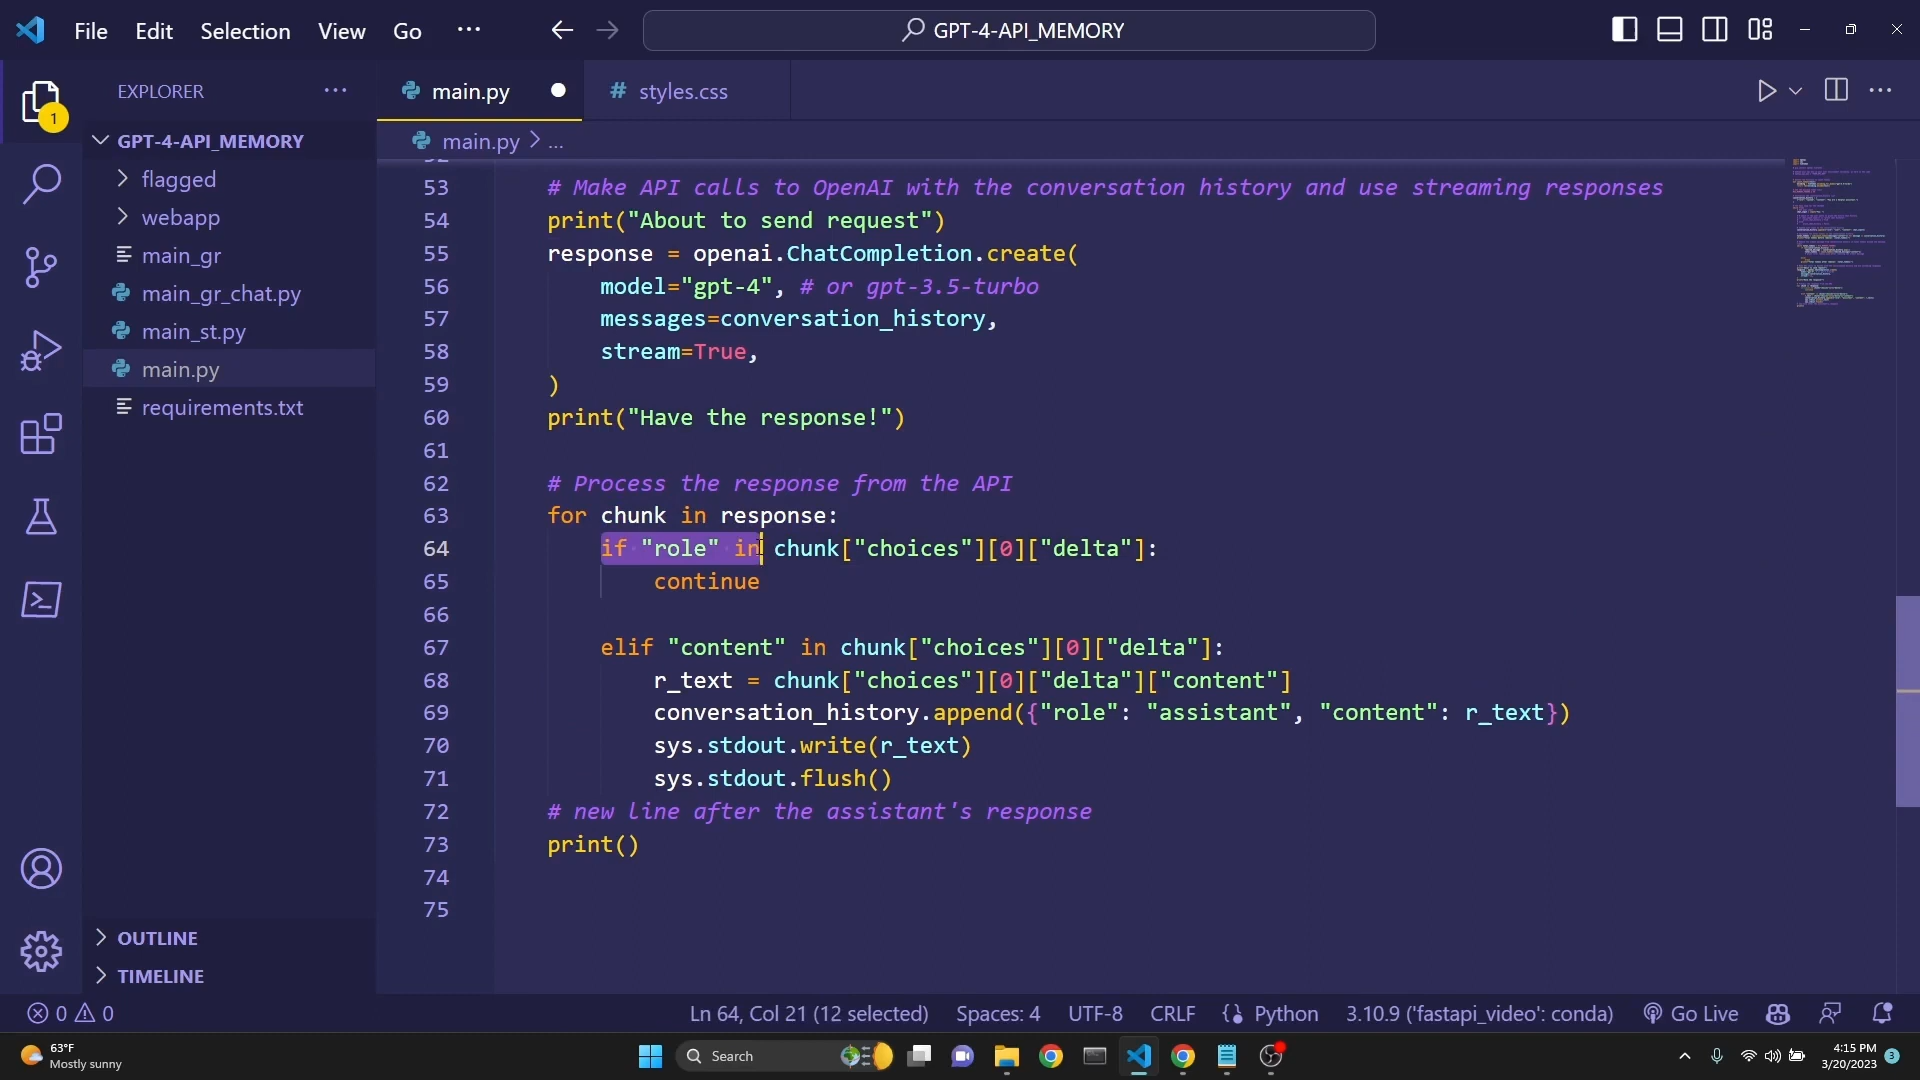 File Edit Selection View Go ··· GPT-4-API_MEMORY
EXPLORER ···
main.py # styles.css
main.py > ...
1
GPT-4-API_MEMORY
flagged
webapp
main_gr
main_gr_chat.py
main_st.py
main.py
requirements.txt
OUTLINE
TIMELINE
53 # Make API calls to OpenAI with the conversation history and use streaming responses
54 print("About to send request")
55 response = openai.ChatCompletion.create(
56 model="gpt-4", # or gpt-3.5-turbo
57 messages=conversation_history,
58 stream=True,
59 )
60 print("Have the response!")
61
62 # Process the response from the API
63 for chunk in response:
64 if "role" in chunk["choices"][0]["delta"]:
65 continue
66
67 elif "content" in chunk["choices"][0]["delta"]:
68 r_text = chunk["choices"][0]["delta"]["content"]
69 conversation_history.append({"role": "assistant", "content": r_text})
70 sys.stdout.write(r_text)
71 sys.stdout.flush()
72 # new line after the assistant's response
73 print()
74
75
0 0 Ln 64, Col 21 (12 selected) Spaces: 4 UTF-8 CRLF Python 3.10.9 ('fastapi_video': conda) Go Live
63°F
Mostly sunny
Search
4:15 PM
3/20/2023
3